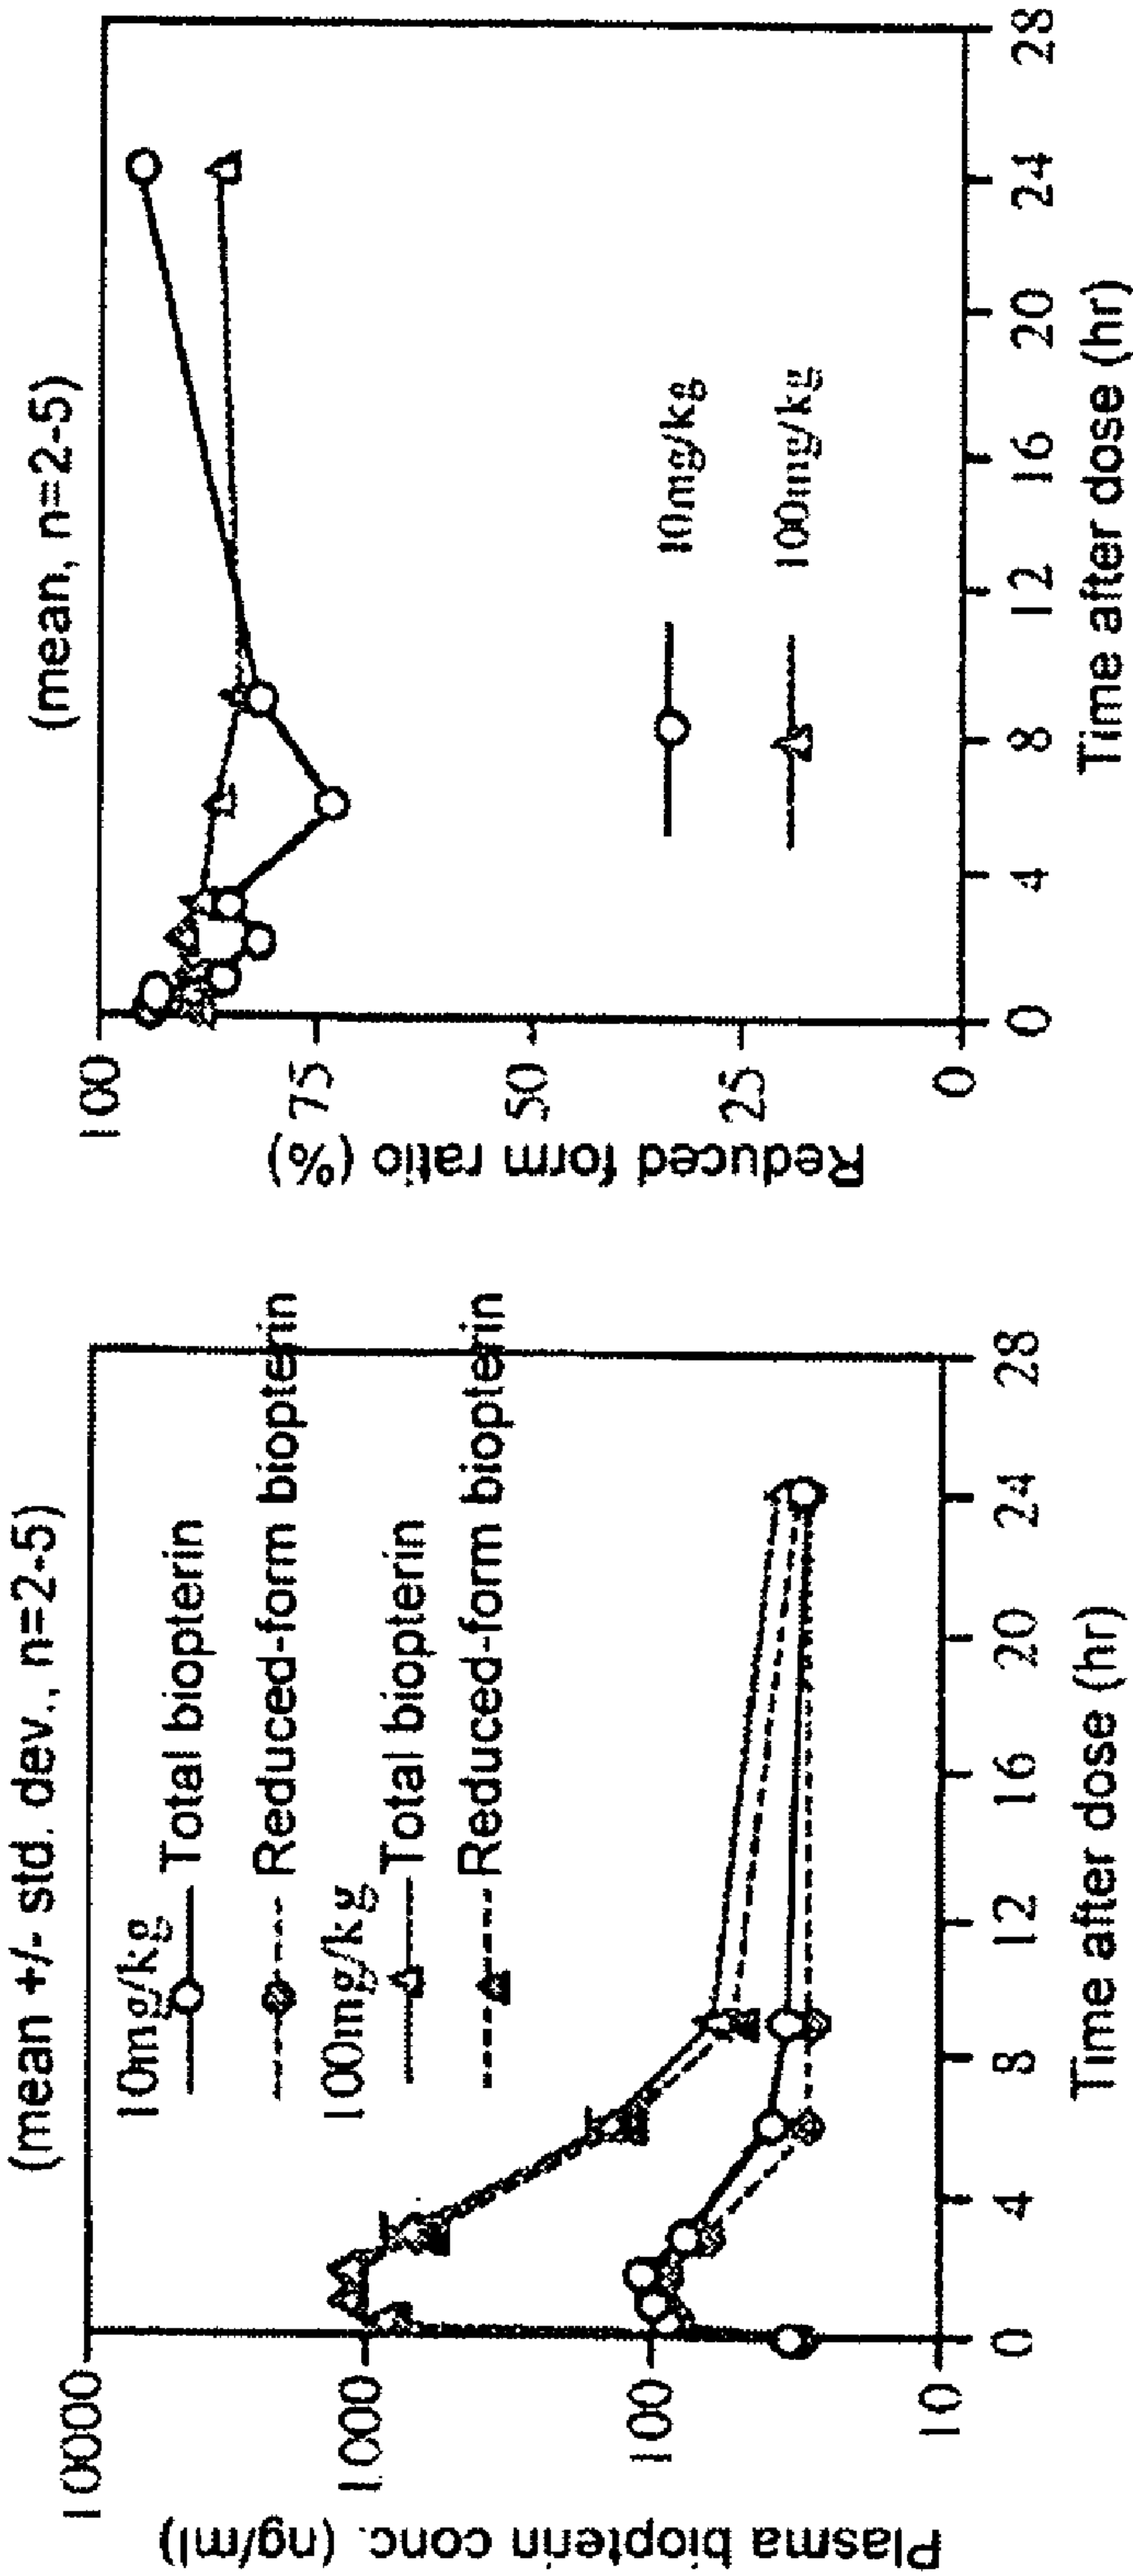 (mean +/- std. dev., n=2-5)
10mg/kg
Total biopterin
Reduced-form biopterin
100mg/kg
Total biopterin
Reduced-form biopterin
10000
1000
100
10
Plasma biopterin conc. (ng/ml)
0 4 8 12 16 20 24 28
Time after dose (hr)
(mean, n=2-5)
10mg/kg
100mg/kg
100
75
50
25
0
Reduced form ratio (%)
0 4 8 12 16 20 24 28
Time after dose (hr)